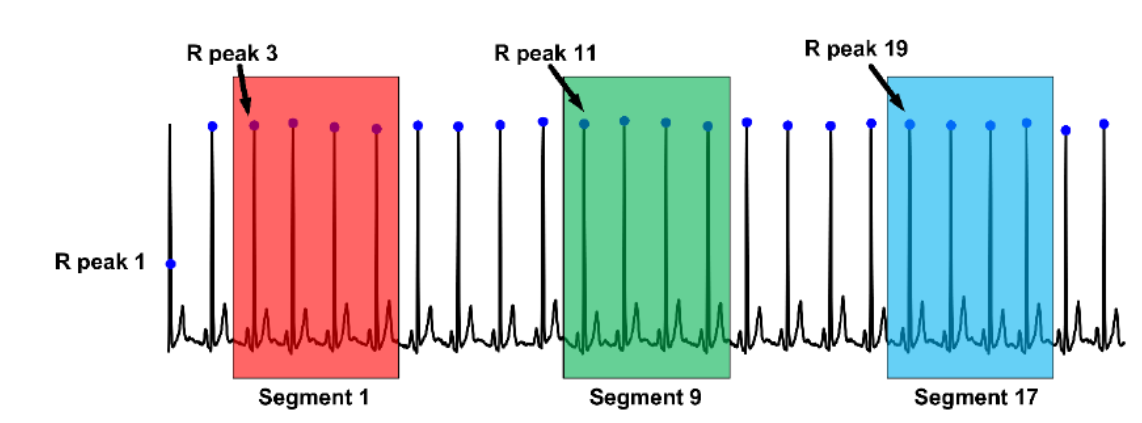 R peak 3
R peak 11
R peak 19
R peak 1
Segment 1
Segment 9
Segment 17